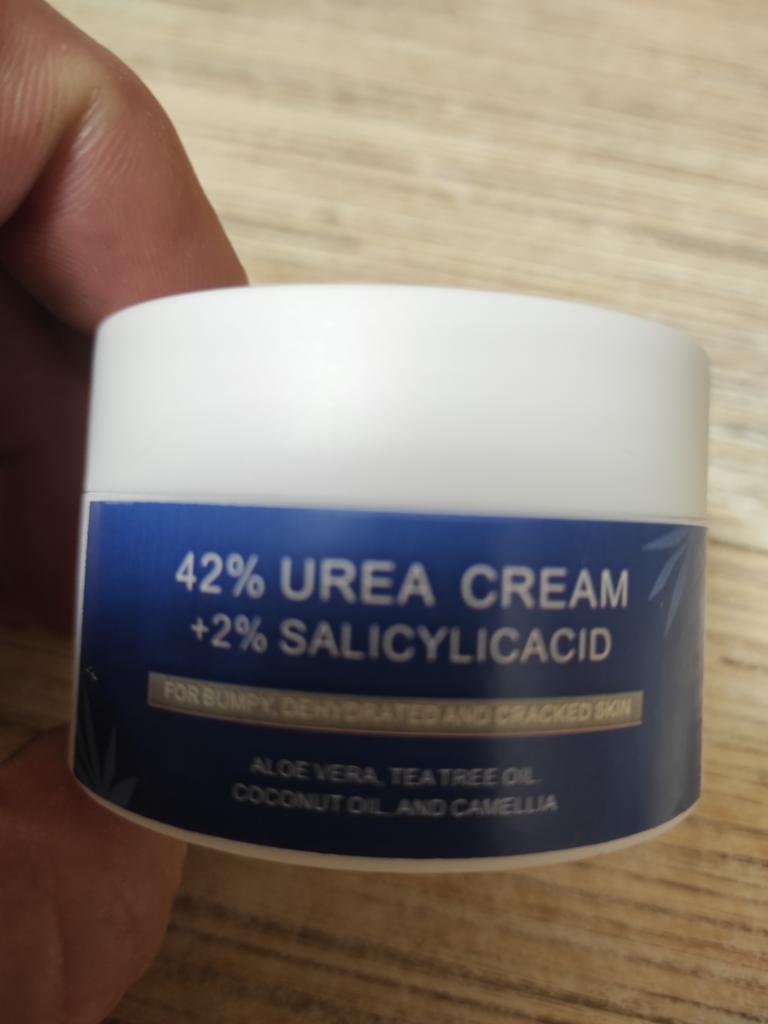 42% UREA CREAM
+2% SALICYLICACID
FOR BUMPY, DEHYDRATED AND CRACKED SKIN
ALOE VERA, TEA TREE OIL,
COCONUT OIL, AND CAMELLIA